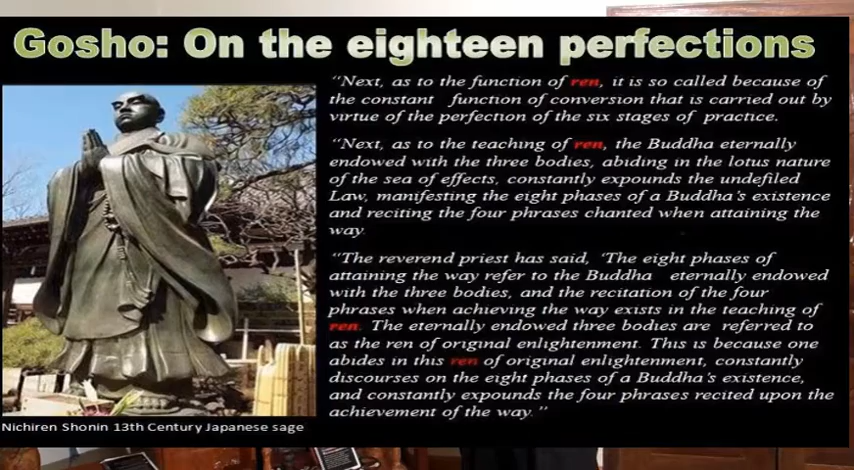 Gosho: On the eighteen perfections
"Next, as to the function of ren, it is so called because of
the constant function of conversion that is carried out by
virtue of the perfection of the six stages of practice.
"Next, as to the teaching of ren, the Buddha eternally
endowed with the three bodies, abiding in the lotus nature
of the sea of effects, constantly expounds the undefiled
Law, manifesting the eight phases of a Buddha's existence
and reciting the four phrases chanted when attaining the
way.
"The reverend priest has said, 'The eight phases of
attaining the way refer to the Buddha eternally endowed
with the three bodies, and the recitation of the four
phrases when achieving the way exists in the teaching of
ren. The eternally endowed three bodies are referred to
as the ren of original enlightenment. This is because one
abides in this ren of original enlightenment, constantly
discourses on the eight phases of a Buddha's existence,
and constantly expounds the four phrases recited upon the
achievement of the way."
Nichiren Shonin 13th Century Japanese sage